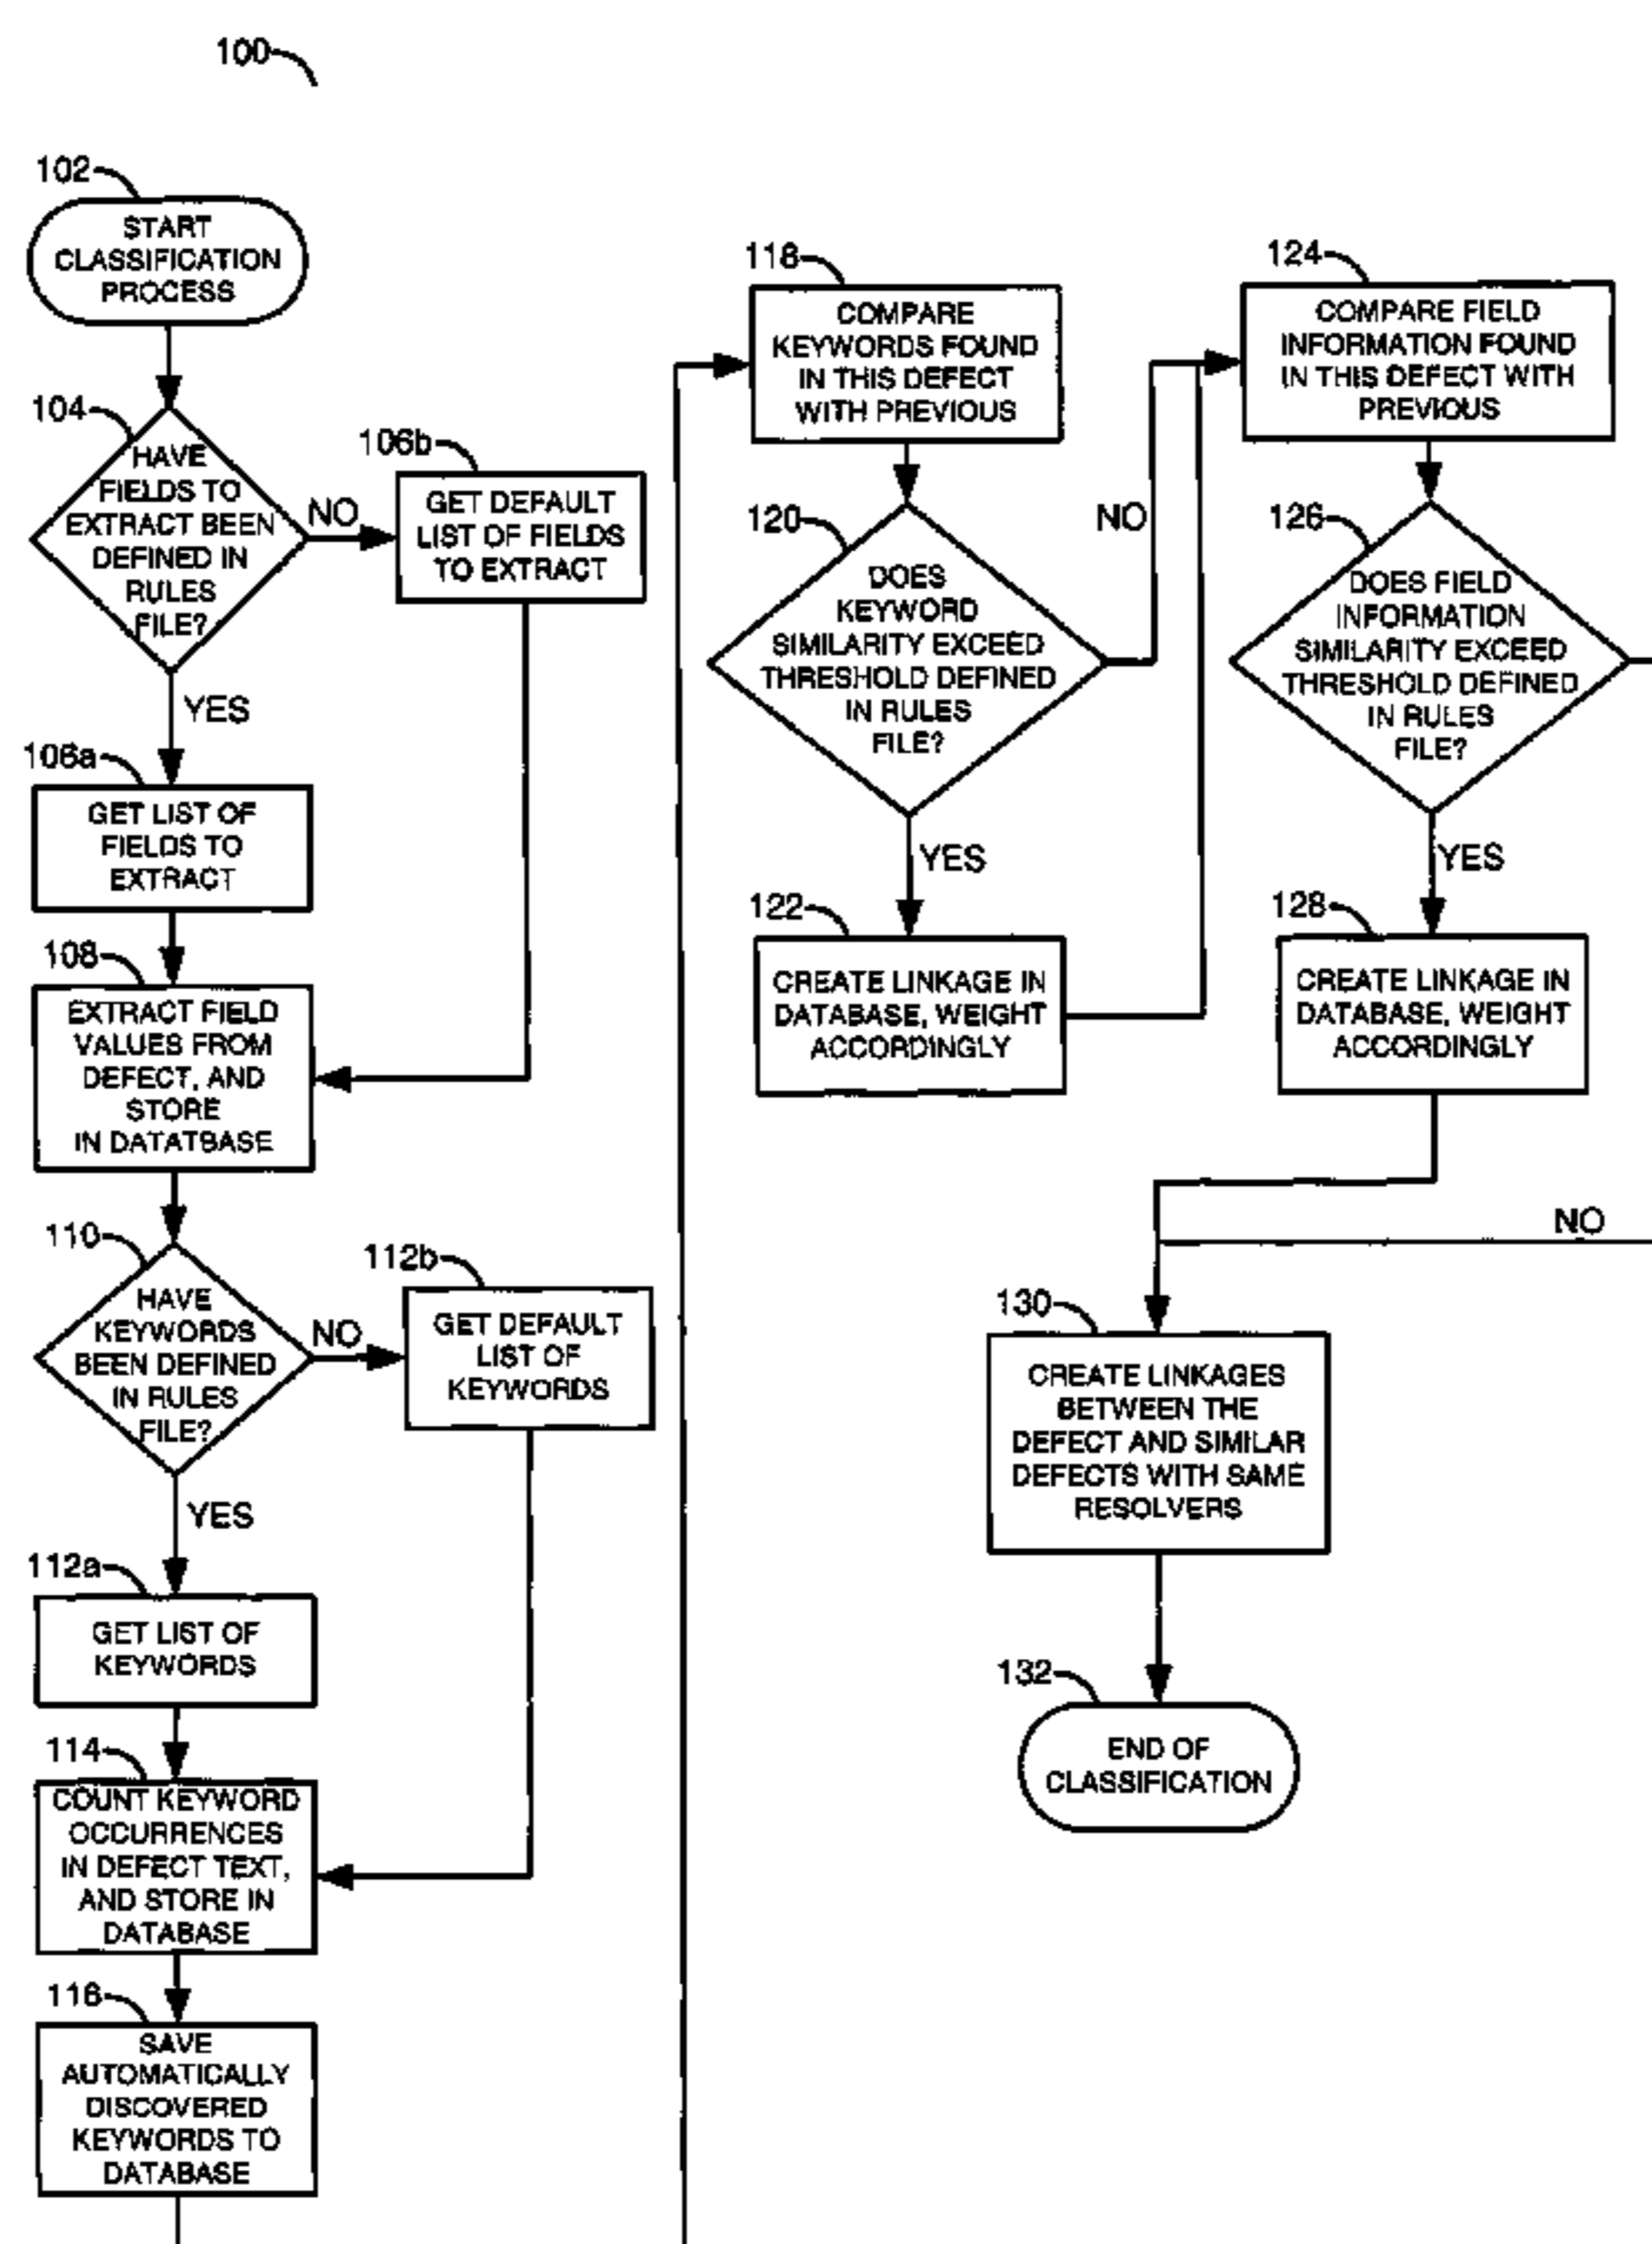 100
102
START
CLASSIFICATION
PROCESS
104
HAVE
FIELDS TO
EXTRACT BEEN
DEFINED IN
RULES
FILE?
NO
106b
GET DEFAULT
LIST OF FIELDS
TO EXTRACT
YES
106a
GET LIST OF
FIELDS TO
EXTRACT
108
EXTRACT FIELD
VALUES FROM
DEFECT, AND
STORE
IN DATATBASE
110
HAVE
KEYWORDS
BEEN DEFINED
IN RULES
FILE?
NO
112b
GET DEFAULT
LIST OF
KEYWORDS
YES
112a
GET LIST OF
KEYWORDS
114
COUNT KEYWORD
OCCURRENCES
IN DEFECT TEXT,
AND STORE IN
DATABASE
116
SAVE
AUTOMATICALLY
DISCOVERED
KEYWORDS TO
DATABASE
118
COMPARE
KEYWORDS FOUND
IN THIS DEFECT
WITH PREVIOUS
120
DOES
KEYWORD
SIMILARITY EXCEED
THRESHOLD DEFINED
IN RULES
FILE?
NO
YES
122
CREATE LINKAGE IN
DATABASE, WEIGHT
ACCORDINGLY
124
COMPARE FIELD
INFORMATION FOUND
IN THIS DEFECT WITH
PREVIOUS
126
DOES FIELD
INFORMATION
SIMILARITY EXCEED
THRESHOLD DEFINED
IN RULES
FILE?
YES
128
CREATE LINKAGE IN
DATABASE, WEIGHT
ACCORDINGLY
NO
130
CREATE LINKAGES
BETWEEN THE
DEFECT AND SIMILAR
DEFECTS WITH SAME
RESOLVERS
132
END OF
CLASSIFICATION